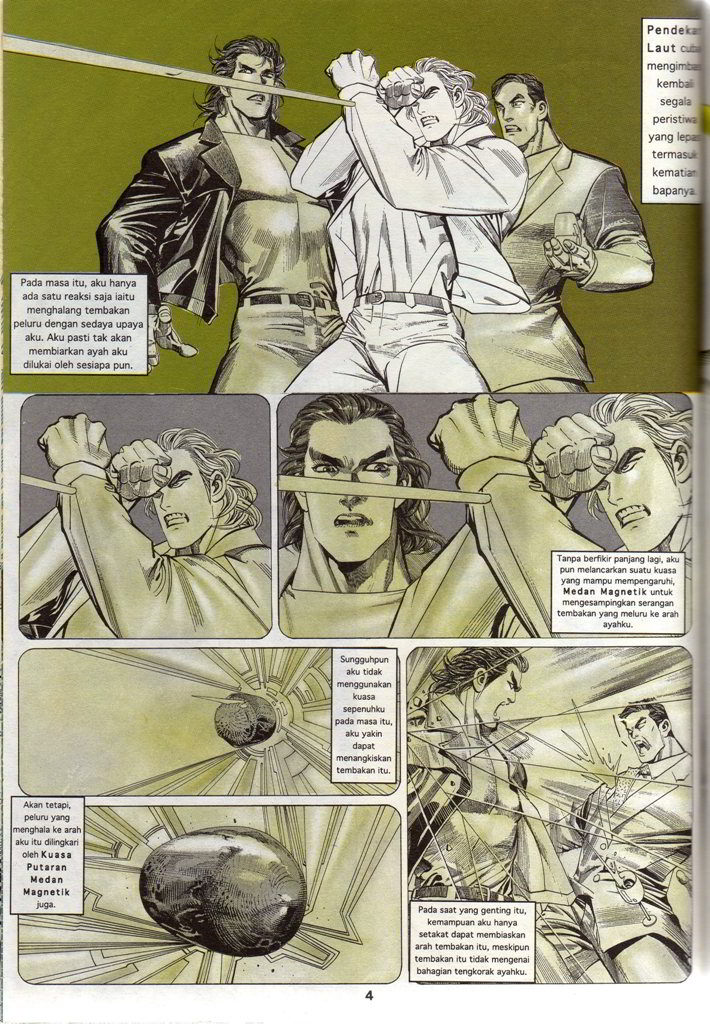 Pendekar
Laut cuba
mengimbas
kembali
segala
peristiwa
yang lepas
termasuk
kematian
bapanya.
Pada masa itu, aku hanya
ada satu reaksi saja iaitu
menghalang tembakan
peluru dengan sedaya upaya
aku. Aku pasti tak akan
membiarkan ayah aku
dilukai oleh sesiapa pun.
Tanpa berfikir panjang lagi, aku
pun melancarkan suatu kuasa
yang mampu mempengaruhi,
Medan Magnetik untuk
mengesampingkan serangan
tembakan yang meluru ke arah
ayahku.
Sungguhpun
aku tidak
menggunakan
kuasa
sepenuhku
pada masa itu,
aku yakin
dapat
menangkiskan
tembakan itu.
Akan tetapi,
peluru yang
menghala ke arah
aku itu dilingkari
oleh Kuasa
Putaran
Medan
Magnetik
juga.
Pada saat yang genting itu,
kemampuan aku hanya
setakat dapat membiaskan
arah tembakan itu, meskipun
tembakan itu tidak mengenai
bahagian tengkorak ayahku.
4